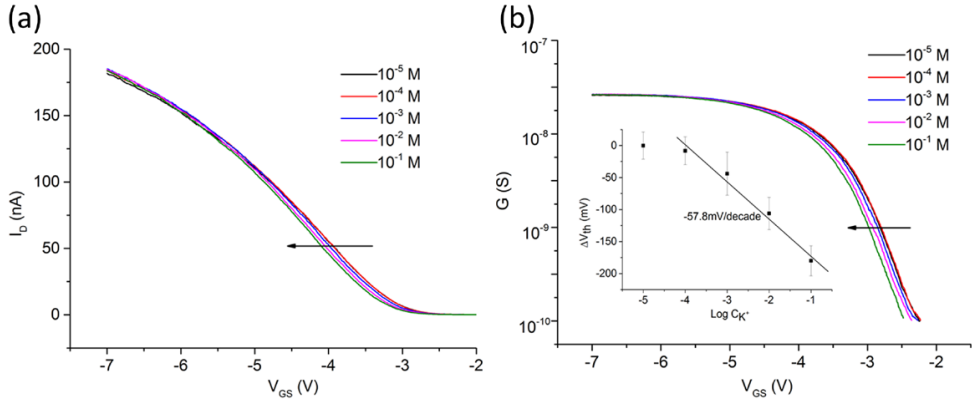 (a)
200
150
100
50
0
I_D (nA)
10^-5 M
10^-4 M
10^-3 M
10^-2 M
10^-1 M
-7 -6 -5 -4 -3 -2
V_GS (V)
(b)
10^-7
10^-8
10^-9
10^-10
G (S)
10^-5 M
10^-4 M
10^-3 M
10^-2 M
10^-1 M
0
-50
-100
-150
-200
ΔV_th (mV)
-57.8mV/decade
-5 -4 -3 -2 -1
Log C_K^+
-7 -6 -5 -4 -3 -2
V_GS (V)